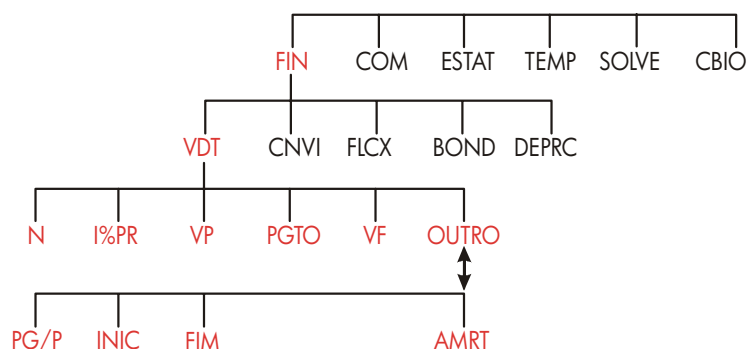 FIN COM ESTAT TEMP SOLVE CBIO
VDT CNVI FLCX BOND DEPRC
N I%PR VP PGTO VF OUTRO
PG/P INIC FIM AMRT